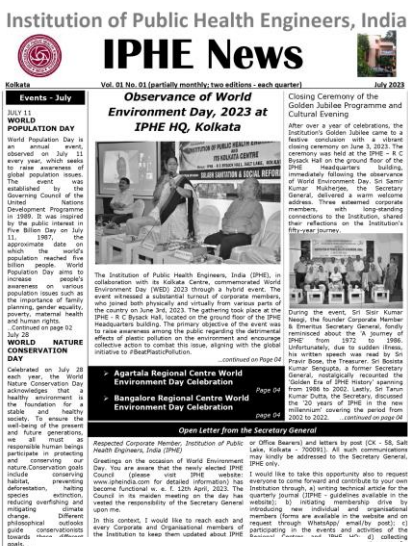 Institution of Public Health Engineers, India
IPHE News
Kolkata
Vol. 01 No. 01 (partially monthly; two editions - each quarter)
July 2023
Events - July
JULY 11
WORLD
POPULATION DAY
World Population Day is
an annual event,
observed on July 11
every year, which seeks
to raise awareness of
global population issues.
The event was
established by the
Governing Council of the
United Nations
Development Programme
in 1989. It was inspired
by the public interest in
Five Billion Day on July
11, 1987, the
approximate date on
which the world's
population reached five
billion people. World
Population Day aims to
increase people's
awareness on various
population issues such as
the importance of family
planning, gender equality,
poverty, maternal health
and human rights.
...Continued on page 02
July 28
WORLD NATURE
CONSERVATION
DAY
Celebrated on July 28
each year, the World
Nature Conservation Day
acknowledges that a
healthy environment is
the foundation for a
stable and healthy
society. To ensure the
well-being of the present
and future generations,
we all must as
responsible human beings
participate in protecting
and conserving our
nature.Conservation goals
include conserving
habitat, preventing
deforestation, halting
species extinction,
reducing overfishing and
mitigating climate
change. Different
philosophical outlooks
guide conservationists
towards these different
goals.
Observance of World
Environment Day, 2023 at
IPHE HQ, Kolkata
The Institution of Public Health Engineers, India (IPHE), in
collaboration with its Kolkata Centre, commemorated World
Environment Day (WED) 2023 through a hybrid event. The
event witnessed a substantial turnout of corporate members,
who joined both physically and virtually from various parts of
the country on June 3rd, 2023. The gathering took place at the
IPHE - R C Bysack Hall, located on the ground floor of the IPHE
Headquarters building. The primary objective of the event was
to raise awareness among the public regarding the detrimental
effects of plastic pollution on the environment and encourage
collective action to combat this issue, aligning with the global
initiative to #BeatPlasticPollution.
...continued on Page 04
Agartala Regional Centre World
Environment Day Celebration
Page 04
Bangalore Regional Centre World
Environment Day Celebration
page 04
Closing Ceremony of the
Golden Jubilee Programme and
Cultural Evening
After over a year of celebrations, the
Institution's Golden Jubilee came to a
festive conclusion with a vibrant
closing ceremony on June 3, 2023. The
ceremony was held at the IPHE - R C
Bysack Hall on the ground floor of the
IPHE Headquarters building,
immediately following the observance
of World Environment Day. Sri Samir
Kumar Mukherjee, the Secretary
General, delivered a warm welcome
address. Three esteemed corporate
members, with long-standing
connections to the Institution, shared
their reflections on the Institution's
fifty-year journey.
During the event, Sri Sisir Kumar
Neogi, the founder Corporate Member
& Emeritus Secretary General, fondly
reminisced about the 'A journey of
IPHE' from 1972 to 1986.
Unfortunately, due to sudden illness,
his written speech was read by Sri
Pravir Bose, the Treasurer. Sri Bosista
Kumar Sengupta, a former Secretary
General, nostalgically recounted the
'Golden Era of IPHE History' spanning
from 1986 to 2002. Lastly, Sri Tarun
Kumar Dutta, the Secretary, discussed
the '20 years of IPHE in the new
millennium' covering the period from
2002 to 2022.
...continued on-page 04
Open Letter from the Secretary General
Respected Corporate Member, Institution of Public
Health Engineers, India (IPHE)
Greetings on the occasion of World Environment
Day. You are aware that the newly elected IPHE
Council (please visit IPHE website:
www.ipheindia.com for detailed information) has
become functional w. e. f. 12th April, 2023. The
Council in its maiden meeting on the day has
vested the responsibility of the Secretary General
upon me.
In this context, I would like to reach each and
every Corporate and Organisational members of
the Institution to keep them updated about IPHE
or Office Bearers) and letters by post (CK - 58, Salt
Lake, Kolkata - 700091). All such communications
may kindly be addressed to the Secretary General,
IPHE only.
I would like to take this opportunity also to request
everyone to come forward and contribute to your own
Institution through, a) writing technical article for the
quarterly journal (IJPHE - guidelines available in the
website); b) initiating membership drive by
introducing new individual and organisational
members (forms are available in the website and on
request through WhatsApp/ email/by post); c)
participating in the events and activities of the
Regional Centres and IPHE HQ; d) collecting